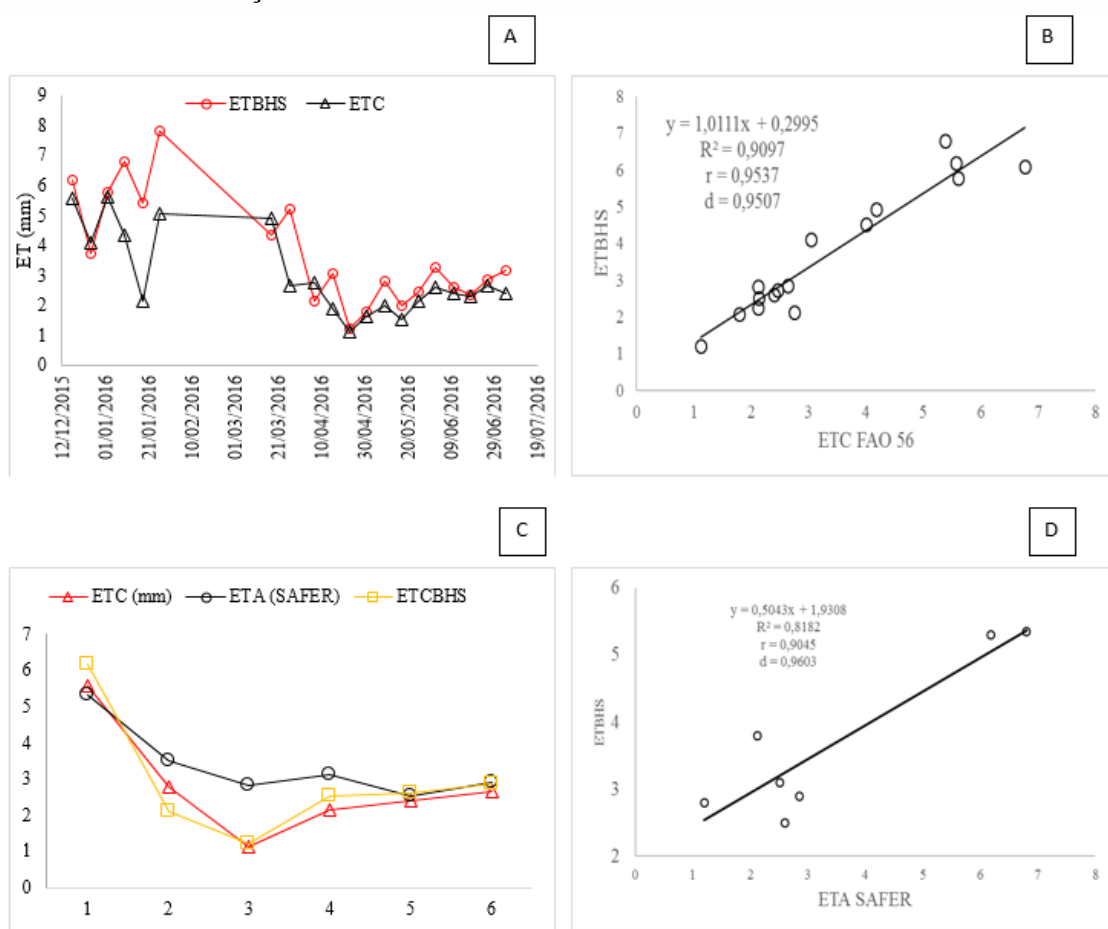 A
ETBHS ETC
ET (mm)
9
8
7
6
5
4
3
2
1
0
12/12/2015
01/01/2016
21/01/2016
10/02/2016
01/03/2016
21/03/2016
10/04/2016
30/04/2016
20/05/2016
09/06/2016
29/06/2016
19/07/2016
B
y = 1,0111x + 0,2995
R² = 0,9097
r = 0,9537
d = 0,9507
ETBHS
8
7
6
5
4
3
2
1
0
0 1 2 3 4 5 6 7 8
ETC FAO 56
C
ETC (mm) ETA (SAFER) ETCBHS
7
6
5
4
3
2
1
0
1 2 3 4 5 6
D
y = 0,5043x + 1,9308
R² = 0,8182
r = 0,9045
d = 0,9603
ETBHS
6
5
4
3
2
0 1 2 3 4 5 6 7 8
ETA SAFER